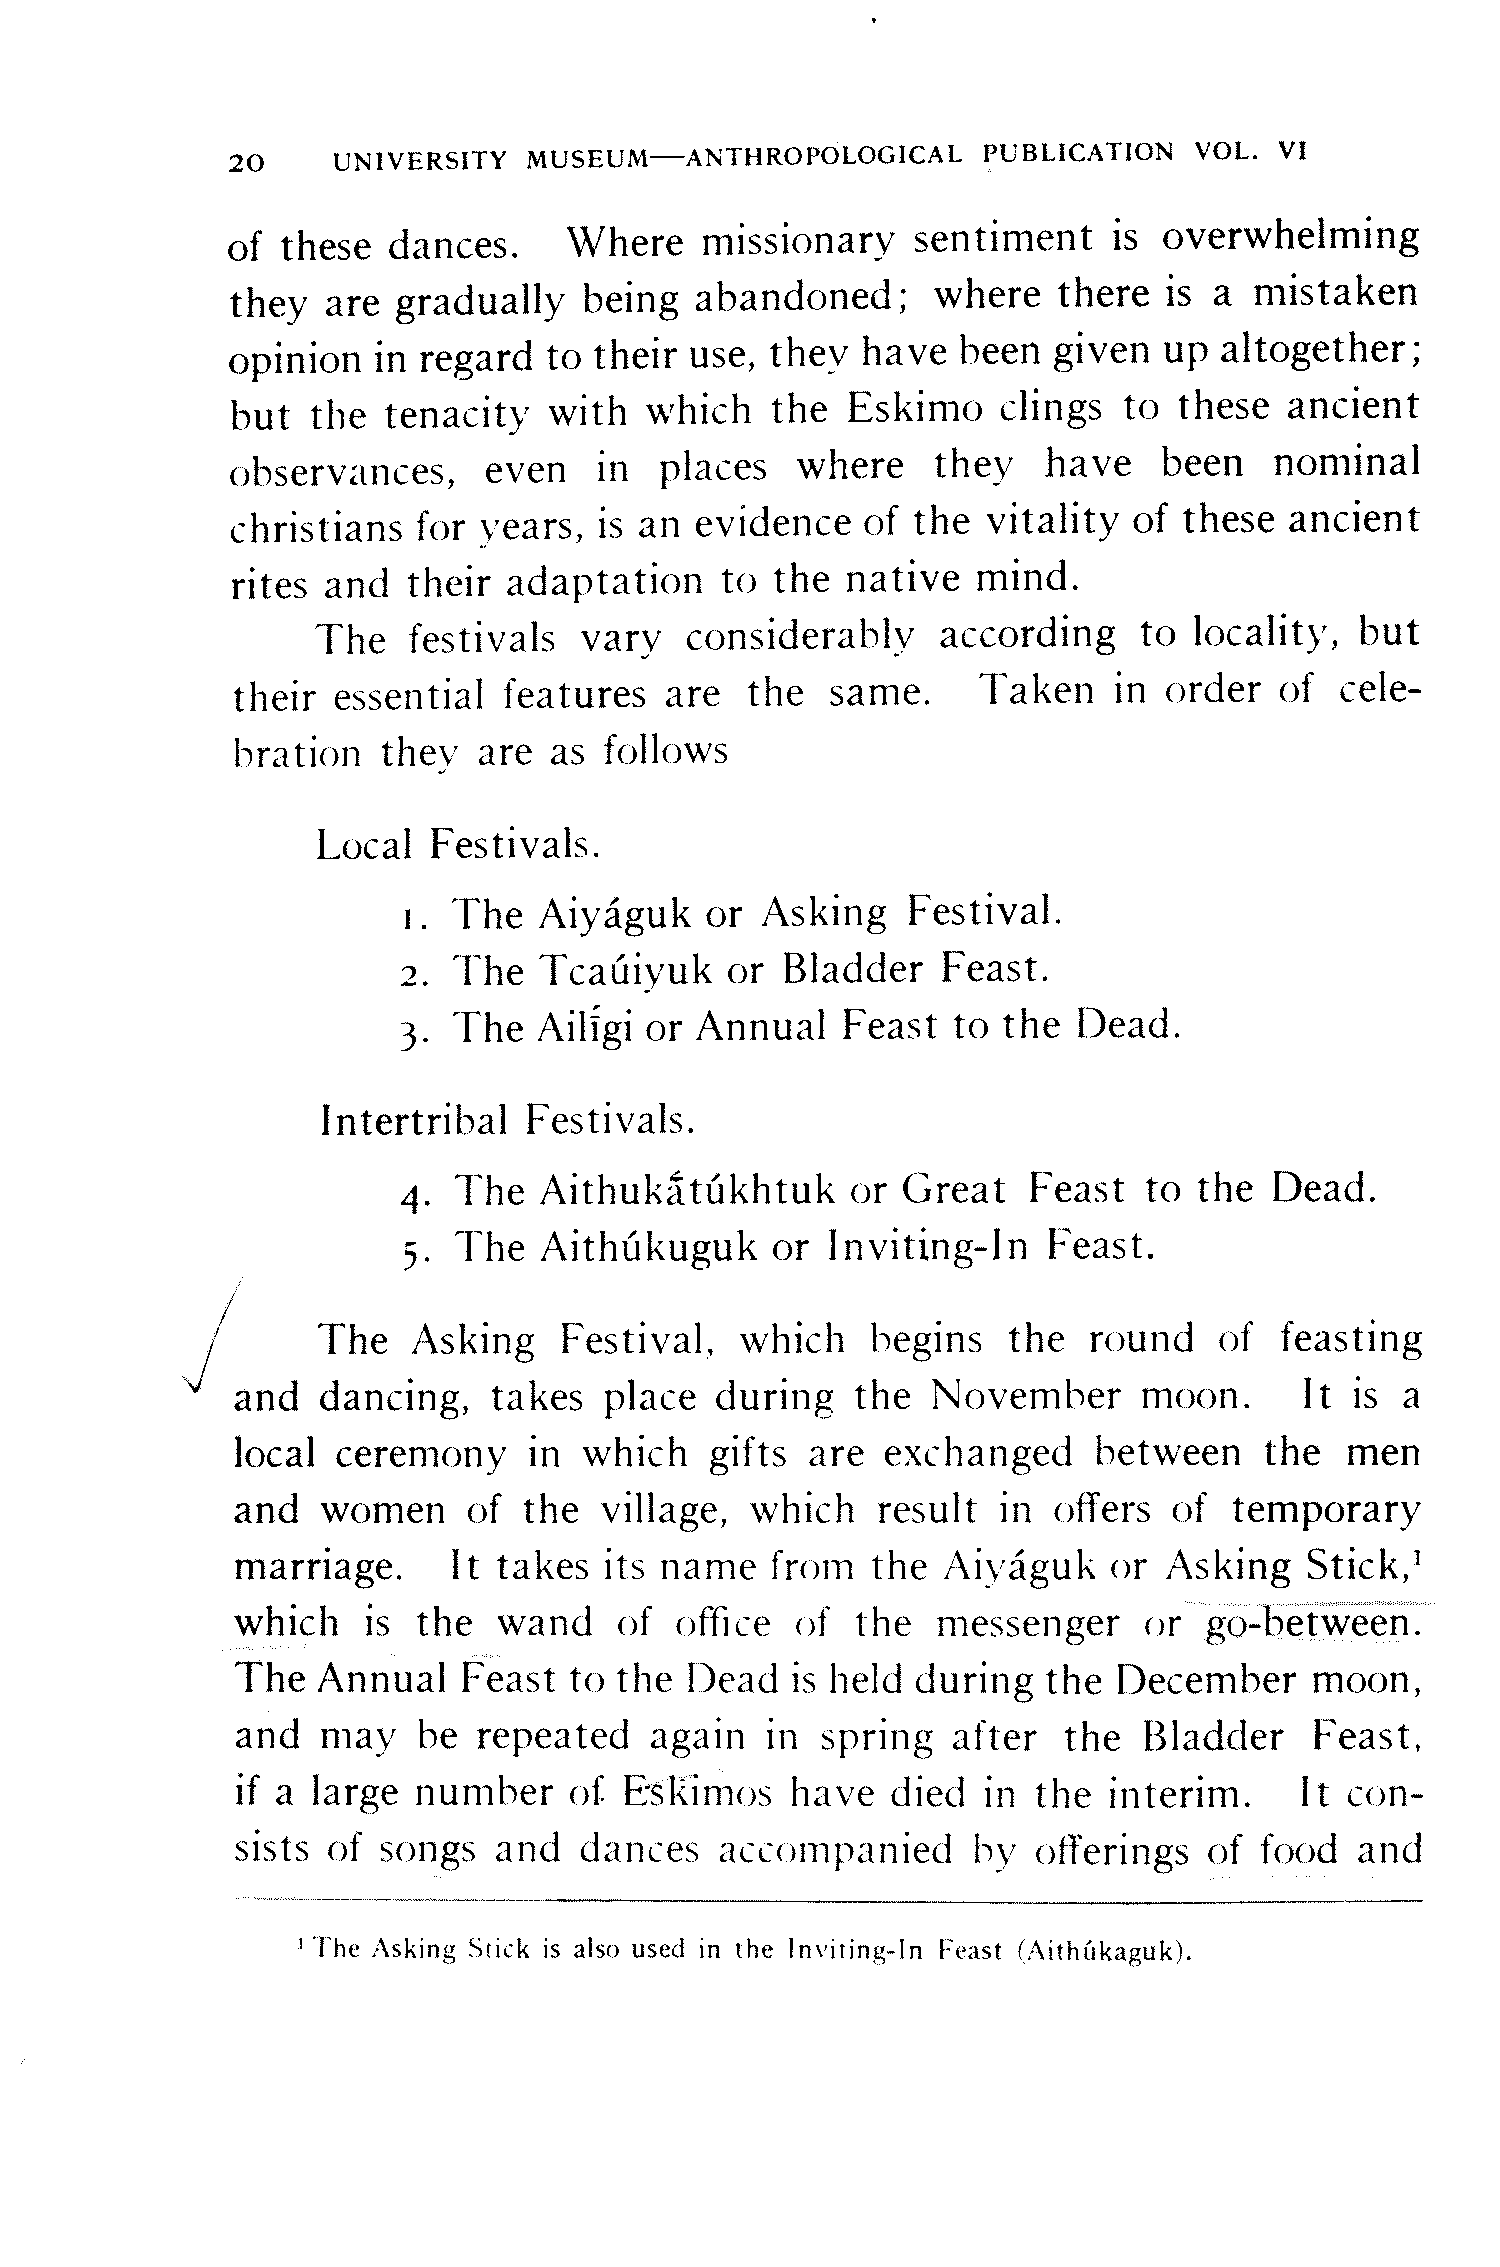 20 UNIVERSITY MUSEUM—ANTHROPOLOGICAL PUBLICATION VOL. VI
of these dances. Where missionary sentiment is overwhelming
they are gradually being abandoned; where there is a mistaken
opinion in regard to their use, they have been given up altogether;
but the tenacity with which the Eskimo clings to these ancient
observances, even in places where they have been nominal
christians for years, is an evidence of the vitality of these ancient
rites and their adaptation to the native mind.
The festivals vary considerably according to locality, but
their essential features are the same. Taken in order of cele-
bration they are as follows
Local Festivals.
1. The Aiyáguk or Asking Festival.
2. The Tcaúiyuk or Bladder Feast.
3. The Ailī́gi or Annual Feast to the Dead.
Intertribal Festivals.
4. The Aithukā́túkhtuk or Great Feast to the Dead.
5. The Aithúkuguk or Inviting-In Feast.
The Asking Festival, which begins the round of feasting
and dancing, takes place during the November moon. It is a
local ceremony in which gifts are exchanged between the men
and women of the village, which result in offers of temporary
marriage. It takes its name from the Aiyáguk or Asking Stick,¹
which is the wand of office of the messenger or go-between.
The Annual Feast to the Dead is held during the December moon,
and may be repeated again in spring after the Bladder Feast,
if a large number of Eskimos have died in the interim. It con-
sists of songs and dances accompanied by offerings of food and
¹ The Asking Stick is also used in the Inviting-In Feast (Aithúkaguk).